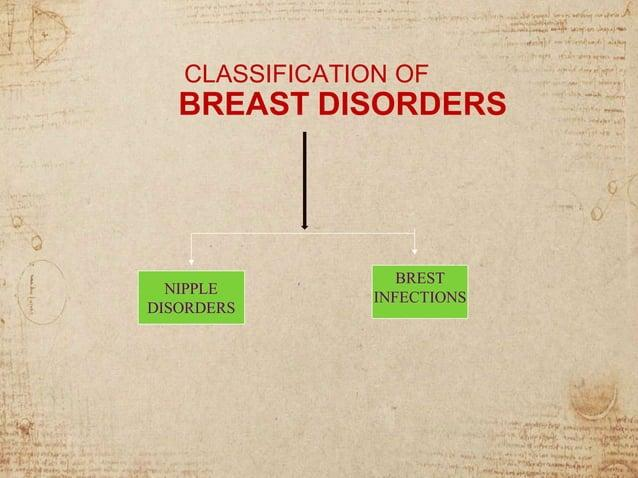 CLASSIFICATION OF
BREAST DISORDERS
NIPPLE
DISORDERS
BREST
INFECTIONS